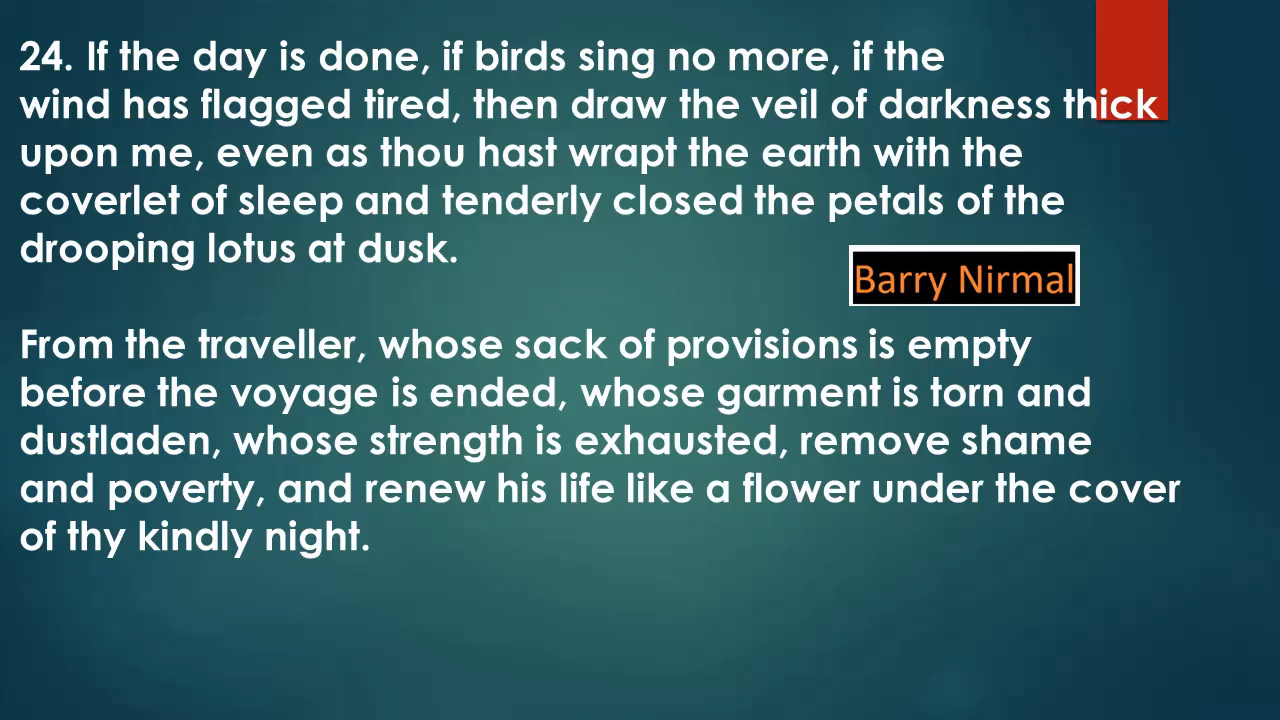 24. If the day is done, if birds sing no more, if the
wind has flagged tired, then draw the veil of darkness thick
upon me, even as thou hast wrapt the earth with the
coverlet of sleep and tenderly closed the petals of the
drooping lotus at dusk.
Barry Nirmal
From the traveller, whose sack of provisions is empty
before the voyage is ended, whose garment is torn and
dustladen, whose strength is exhausted, remove shame
and poverty, and renew his life like a flower under the cover
of thy kindly night.